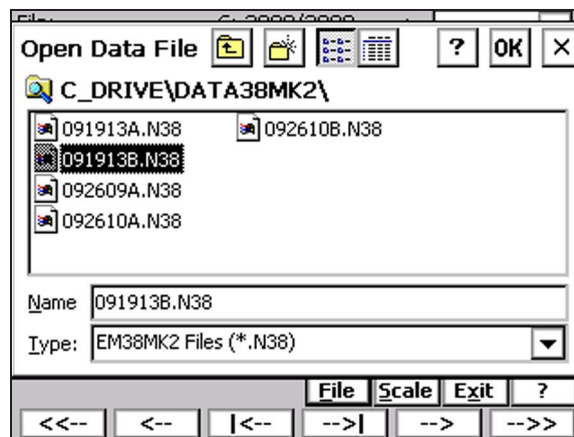 Open Data File ? OK ×
C_DRIVE\DATA38MK2\
091913A.N38 092610B.N38
091913B.N38
092609A.N38
092610A.N38
Name 091913B.N38
Type: EM38MK2 Files (*.N38)
File Scale Exit ?
<<-- <-- |<-- -->| --> -->>